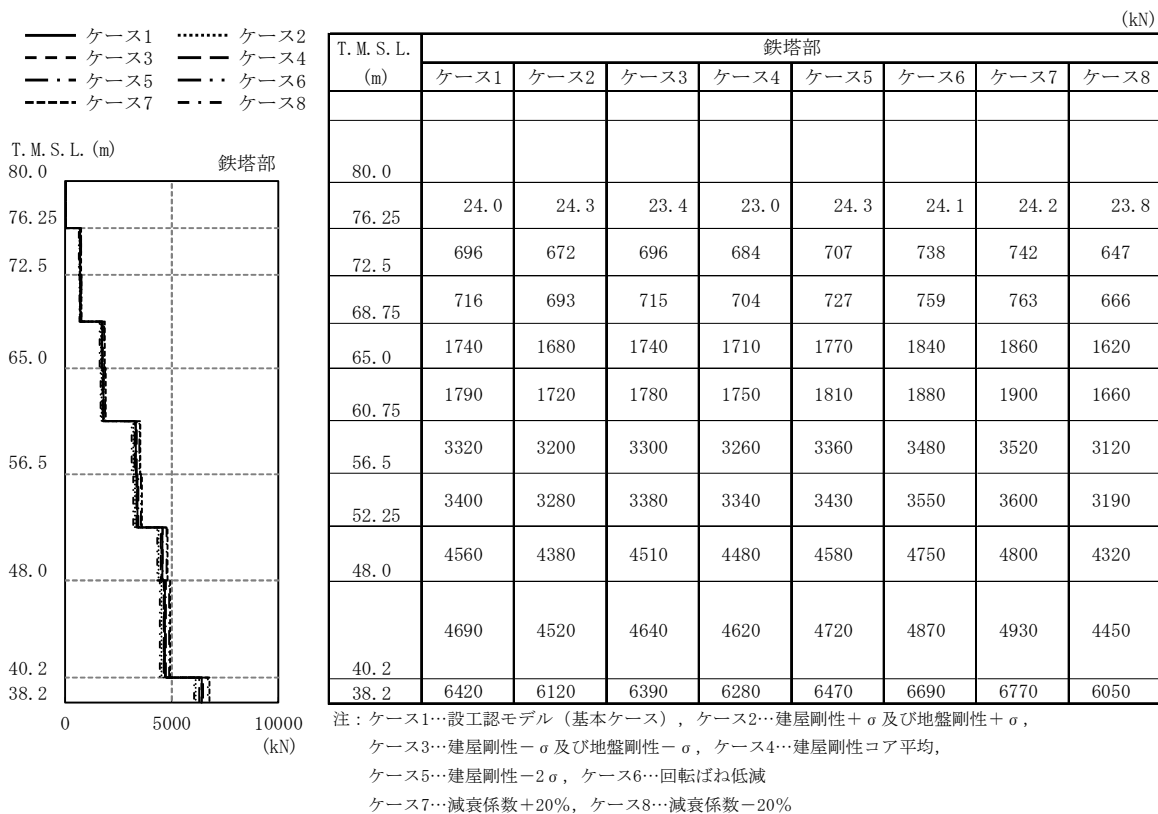 (kN)
ケース1 ケース2
ケース3 ケース4
ケース5 ケース6
ケース7 ケース8
T.M.S.L.(m)
鉄塔部
80.0
76.25
72.5
68.75
65.0
60.75
56.5
52.25
48.0
40.2
38.2
0 5000 10000
(kN)
T.M.S.L.(m) 鉄塔部
ケース1 ケース2 ケース3 ケース4 ケース5 ケース6 ケース7 ケース8
80.0
76.25 24.0 24.3 23.4 23.0 24.3 24.1 24.2 23.8
72.5 696 672 696 684 707 738 742 647
68.75 716 693 715 704 727 759 763 666
65.0 1740 1680 1740 1710 1770 1840 1860 1620
60.75 1790 1720 1780 1750 1810 1880 1900 1660
56.5 3320 3200 3300 3260 3360 3480 3520 3120
52.25 3400 3280 3380 3340 3430 3550 3600 3190
48.0 4560 4380 4510 4480 4580 4750 4800 4320
40.2 4690 4520 4640 4620 4720 4870 4930 4450
38.2 6420 6120 6390 6280 6470 6690 6770 6050
注：ケース1…設工認モデル（基本ケース），ケース2…建屋剛性＋σ及び地盤剛性＋σ，
ケース3…建屋剛性－σ及び地盤剛性－σ，ケース4…建屋剛性コア平均，
ケース5…建屋剛性－2σ，ケース6…回転ばね低減
ケース7…減衰係数＋20%，ケース8…減衰係数－20%